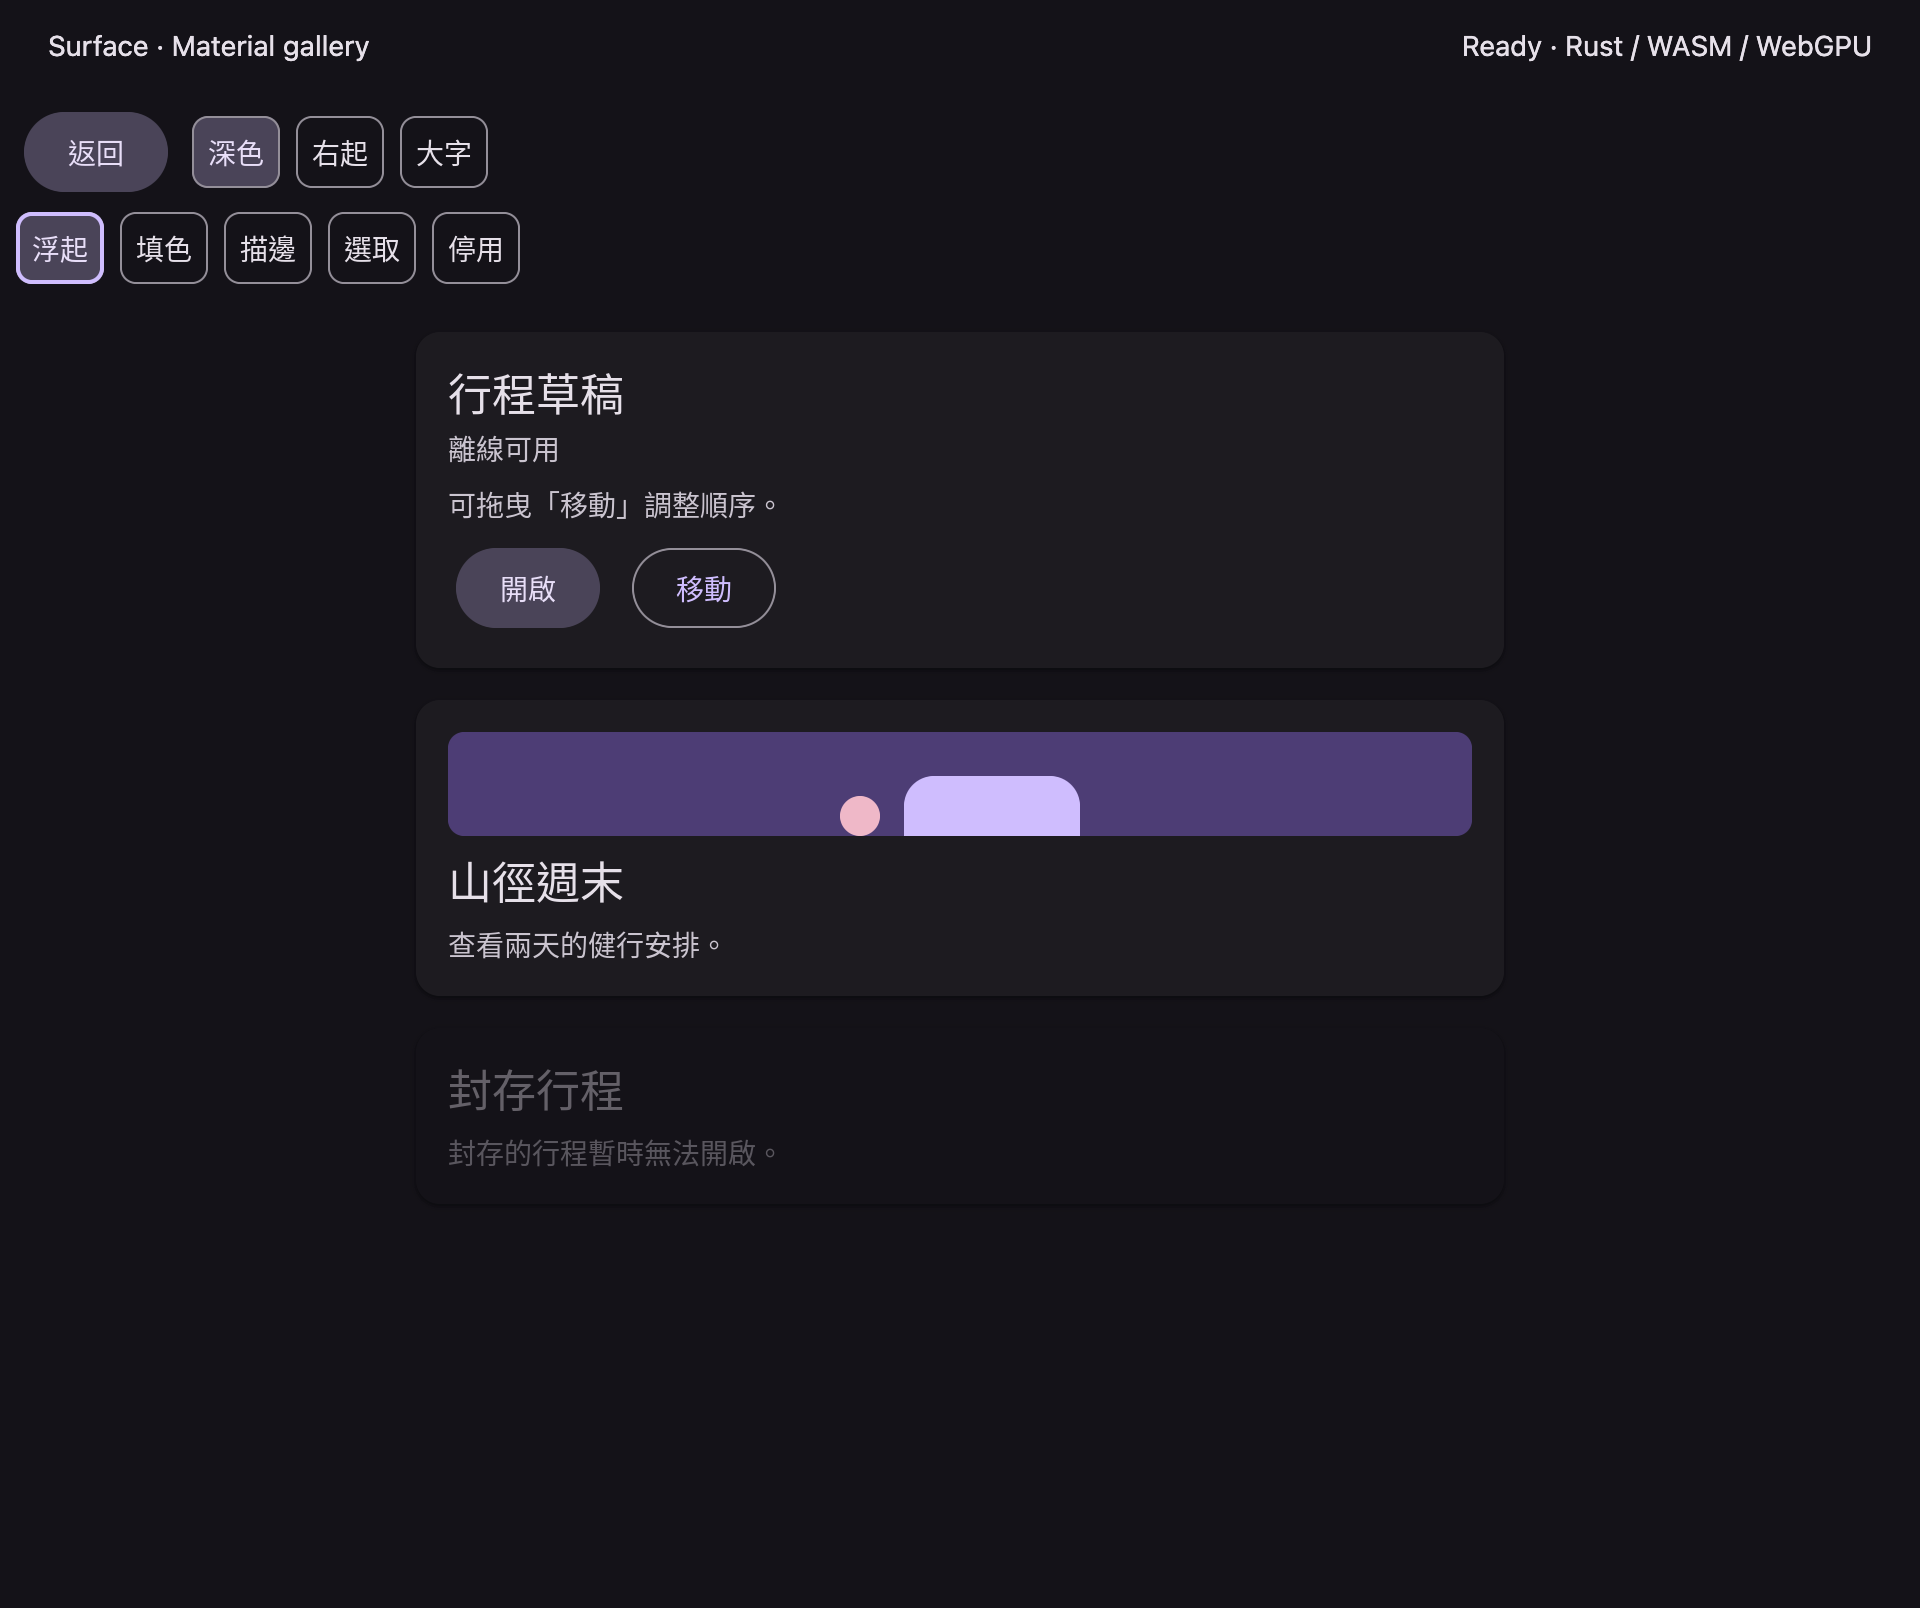 Surface · Material gallery
Ready · Rust / WASM / WebGPU
返回
深色
右起
大字
浮起
填色
描邊
選取
停用
行程草稿
離線可用
可拖曳「移動」調整順序。
開啟
移動
山徑週末
查看兩天的健行安排。
封存行程
封存的行程暫時無法開啟。